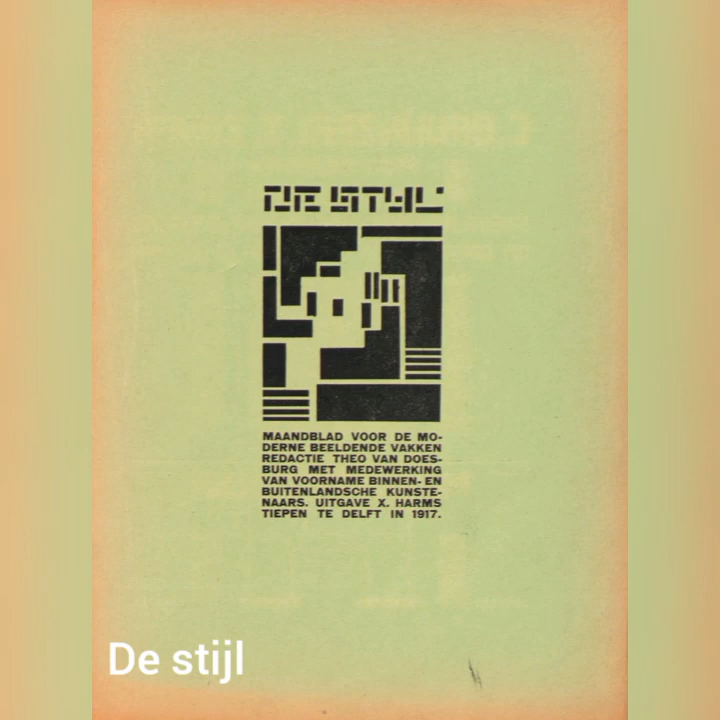 DE STIJL
MAANDBLAD VOOR DE MO-
DERNE BEELDENDE VAKKEN
REDACTIE THEO VAN DOES-
BURG MET MEDEWERKING
VAN VOORNAME BINNEN- EN
BUITENLANDSCHE KUNSTE-
NAARS. UITGAVE X. HARMS
TIEPEN TE DELFT IN 1917.
De stijl